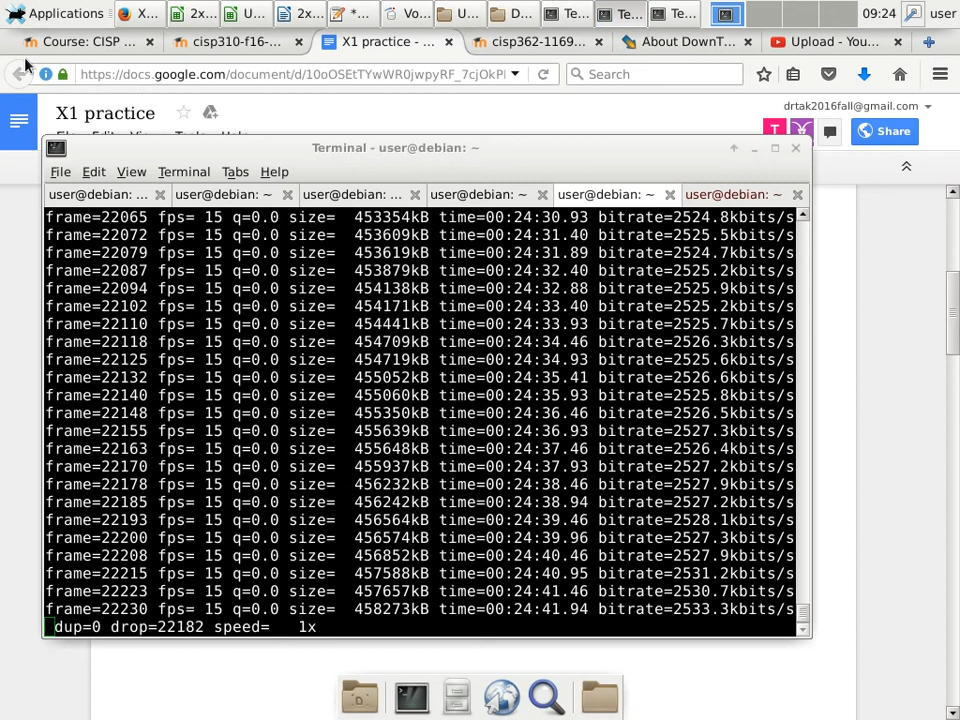 Applications X... 2x... U... 2x... *... Vo... U... D... Te... Te... Te... 09:24 user
Course: CISP ... cisp310-f16-... X1 practice - ... cisp362-1169... About DownT... Upload - You...
https://docs.google.com/document/d/10oOSEtTYwWR0jwpyRF_7cjOkPl Search
X1 practice
drtak2016fall@gmail.com
T
Share
Terminal - user@debian: ~
File Edit View Terminal Tabs Help
user@debian: ... user@debian: ~ user@debian: ... user@debian: ~ user@debian: ~ user@debian: ~
frame=22065 fps= 15 q=0.0 size=  453354kB time=00:24:30.93 bitrate=2524.8kbits/s
frame=22072 fps= 15 q=0.0 size=  453609kB time=00:24:31.40 bitrate=2525.5kbits/s
frame=22079 fps= 15 q=0.0 size=  453619kB time=00:24:31.89 bitrate=2524.7kbits/s
frame=22087 fps= 15 q=0.0 size=  453879kB time=00:24:32.40 bitrate=2525.2kbits/s
frame=22094 fps= 15 q=0.0 size=  454138kB time=00:24:32.88 bitrate=2525.9kbits/s
frame=22102 fps= 15 q=0.0 size=  454171kB time=00:24:33.40 bitrate=2525.2kbits/s
frame=22110 fps= 15 q=0.0 size=  454441kB time=00:24:33.93 bitrate=2525.7kbits/s
frame=22118 fps= 15 q=0.0 size=  454709kB time=00:24:34.46 bitrate=2526.3kbits/s
frame=22125 fps= 15 q=0.0 size=  454719kB time=00:24:34.93 bitrate=2525.6kbits/s
frame=22132 fps= 15 q=0.0 size=  455052kB time=00:24:35.41 bitrate=2526.6kbits/s
frame=22140 fps= 15 q=0.0 size=  455060kB time=00:24:35.93 bitrate=2525.8kbits/s
frame=22148 fps= 15 q=0.0 size=  455350kB time=00:24:36.46 bitrate=2526.5kbits/s
frame=22155 fps= 15 q=0.0 size=  455639kB time=00:24:36.93 bitrate=2527.3kbits/s
frame=22163 fps= 15 q=0.0 size=  455648kB time=00:24:37.46 bitrate=2526.4kbits/s
frame=22170 fps= 15 q=0.0 size=  455937kB time=00:24:37.93 bitrate=2527.2kbits/s
frame=22178 fps= 15 q=0.0 size=  456232kB time=00:24:38.46 bitrate=2527.9kbits/s
frame=22185 fps= 15 q=0.0 size=  456242kB time=00:24:38.94 bitrate=2527.2kbits/s
frame=22193 fps= 15 q=0.0 size=  456564kB time=00:24:39.46 bitrate=2528.1kbits/s
frame=22200 fps= 15 q=0.0 size=  456574kB time=00:24:39.96 bitrate=2527.3kbits/s
frame=22208 fps= 15 q=0.0 size=  456852kB time=00:24:40.46 bitrate=2527.9kbits/s
frame=22215 fps= 15 q=0.0 size=  457588kB time=00:24:40.95 bitrate=2531.2kbits/s
frame=22223 fps= 15 q=0.0 size=  457657kB time=00:24:41.46 bitrate=2530.7kbits/s
frame=22230 fps= 15 q=0.0 size=  458273kB time=00:24:41.94 bitrate=2533.3kbits/s
dup=0 drop=22182 speed=   1x